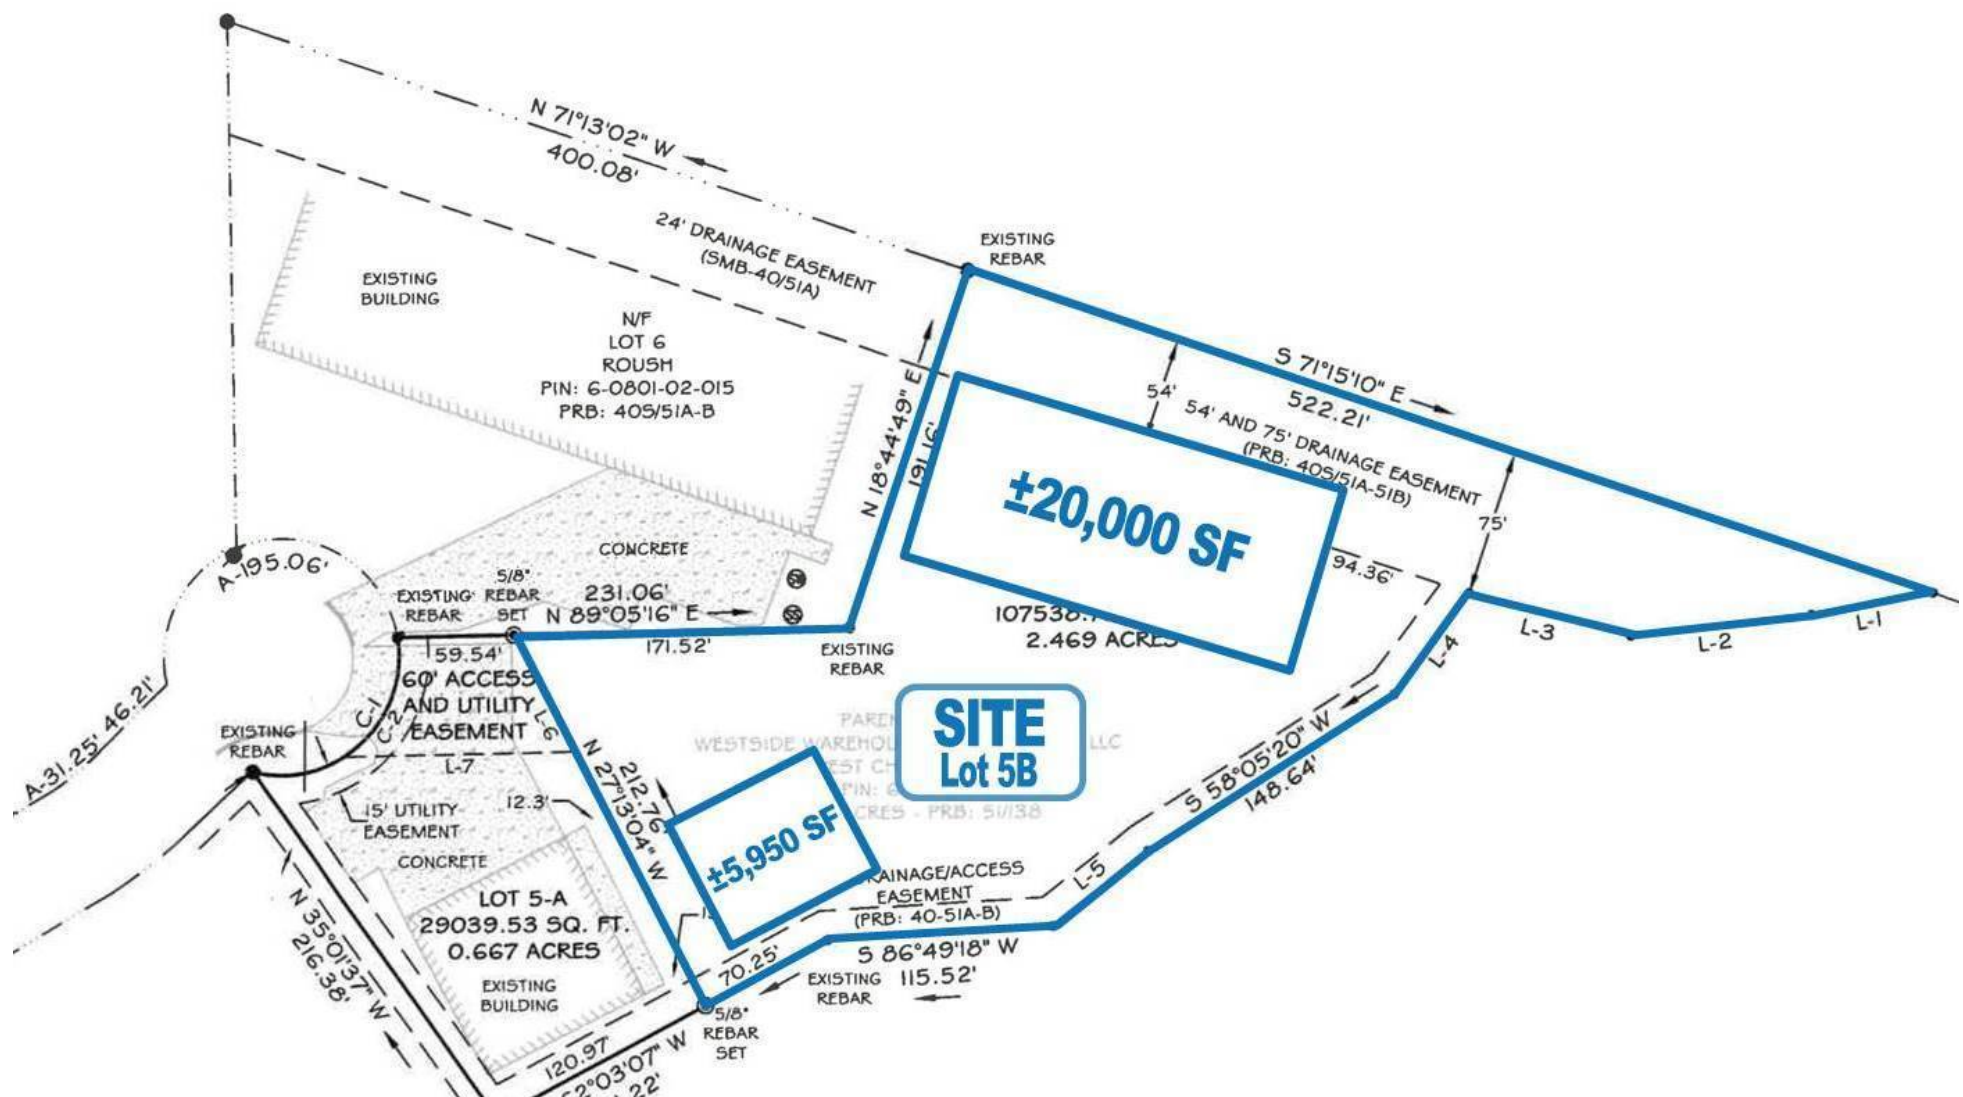 N 71°13'02" W
400.08'
24' DRAINAGE EASEMENT
(SMB-40/51A)
EXISTING
REBAR
EXISTING
BUILDING
N/F
LOT 6
ROUSH
PIN: 6-0801-02-015
PRB: 40S/51A-B
N 18°44'49" E
191.16'
S 71°15'10" E
522.21'
54'
54' AND 75' DRAINAGE EASEMENT
(PRB: 40S/51A-51B)
75'
±20,000 SF
94.36'
A-195.06'
CONCRETE
5/8"
REBAR
SET
EXISTING
REBAR
231.06'
N 89°05'16" E
171.52'
59.54'
EXISTING
REBAR
2.469 ACRES
L-1
L-2
L-3
L-4
60' ACCESS
AND UTILITY
EASEMENT
C-1
C-2
L-6
L-7
EXISTING
REBAR
A-31.25'
46.21'
SITE
Lot 5B
WESTSIDE
LLC
PRB: 51/138
S 58°05'20" W
148.64'
212.76'
N 27°13'04" W
12.3'
15' UTILITY
EASEMENT
CONCRETE
±5,950 SF
EASEMENT
(PRB: 40-51A-B)
L-5
LOT 5-A
29039.53 SQ. FT.
0.667 ACRES
EXISTING
BUILDING
N 35°01'37" W
216.38'
70.25'
S 86°49'18" W
115.52'
EXISTING
REBAR
5/8"
REBAR
SET
120.97'